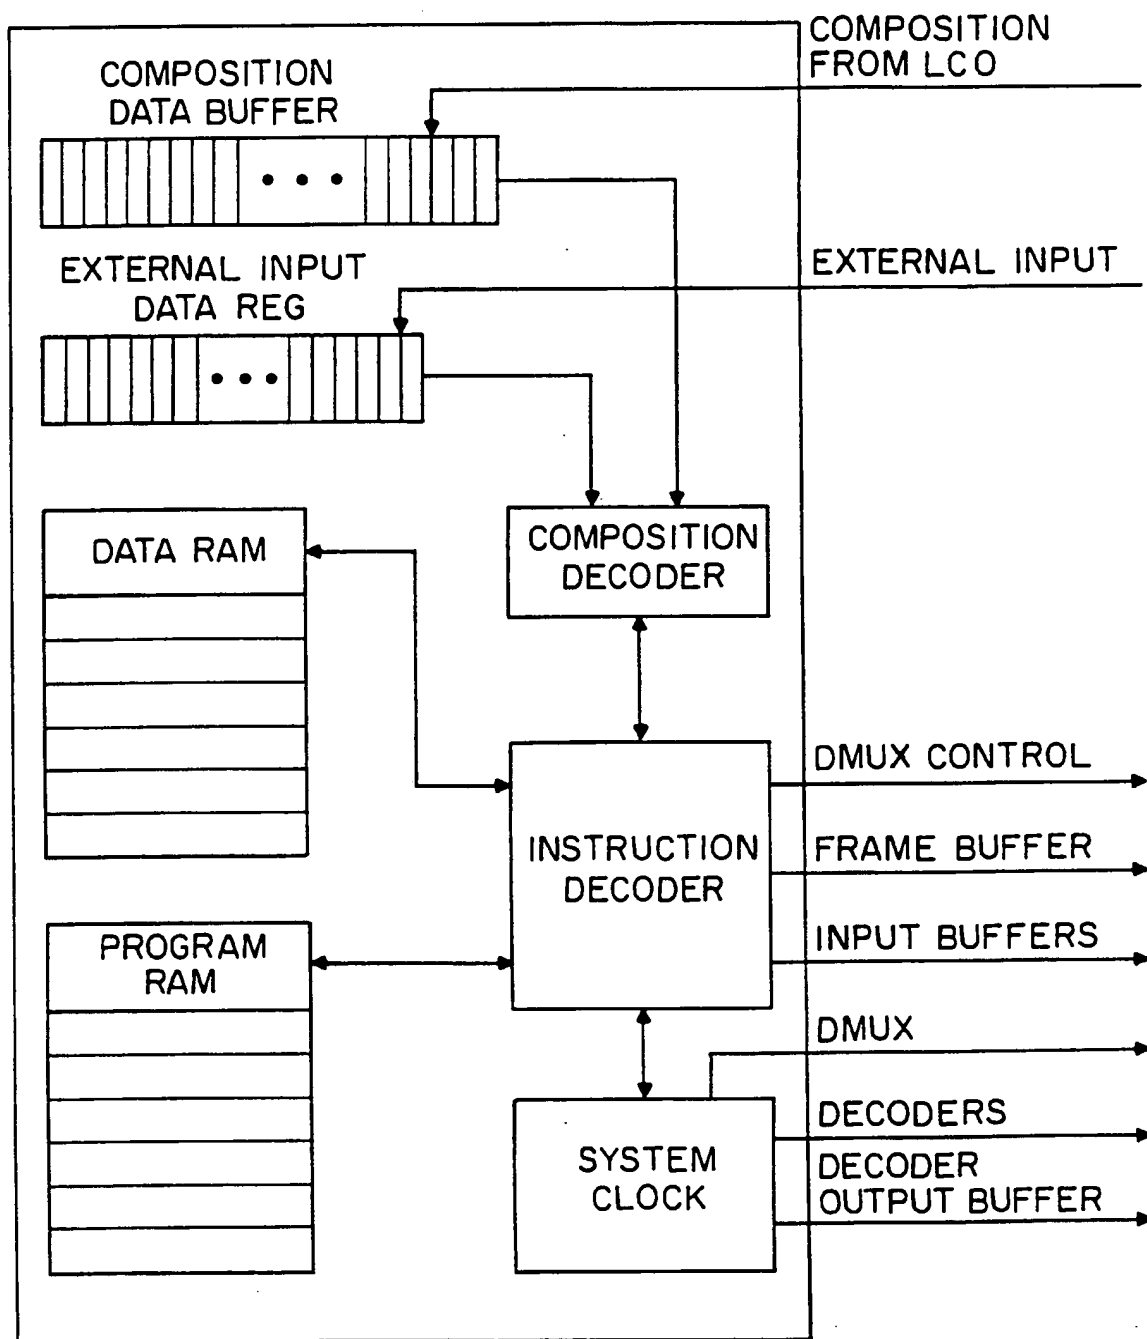 COMPOSITION
FROM LCO
COMPOSITION
DATA BUFFER
EXTERNAL INPUT
EXTERNAL INPUT
DATA REG
DATA RAM
COMPOSITION
DECODER
DMUX CONTROL
INSTRUCTION
DECODER
FRAME BUFFER
INPUT BUFFERS
PROGRAM
RAM
DMUX
DECODERS
SYSTEM
CLOCK
DECODER
OUTPUT BUFFER